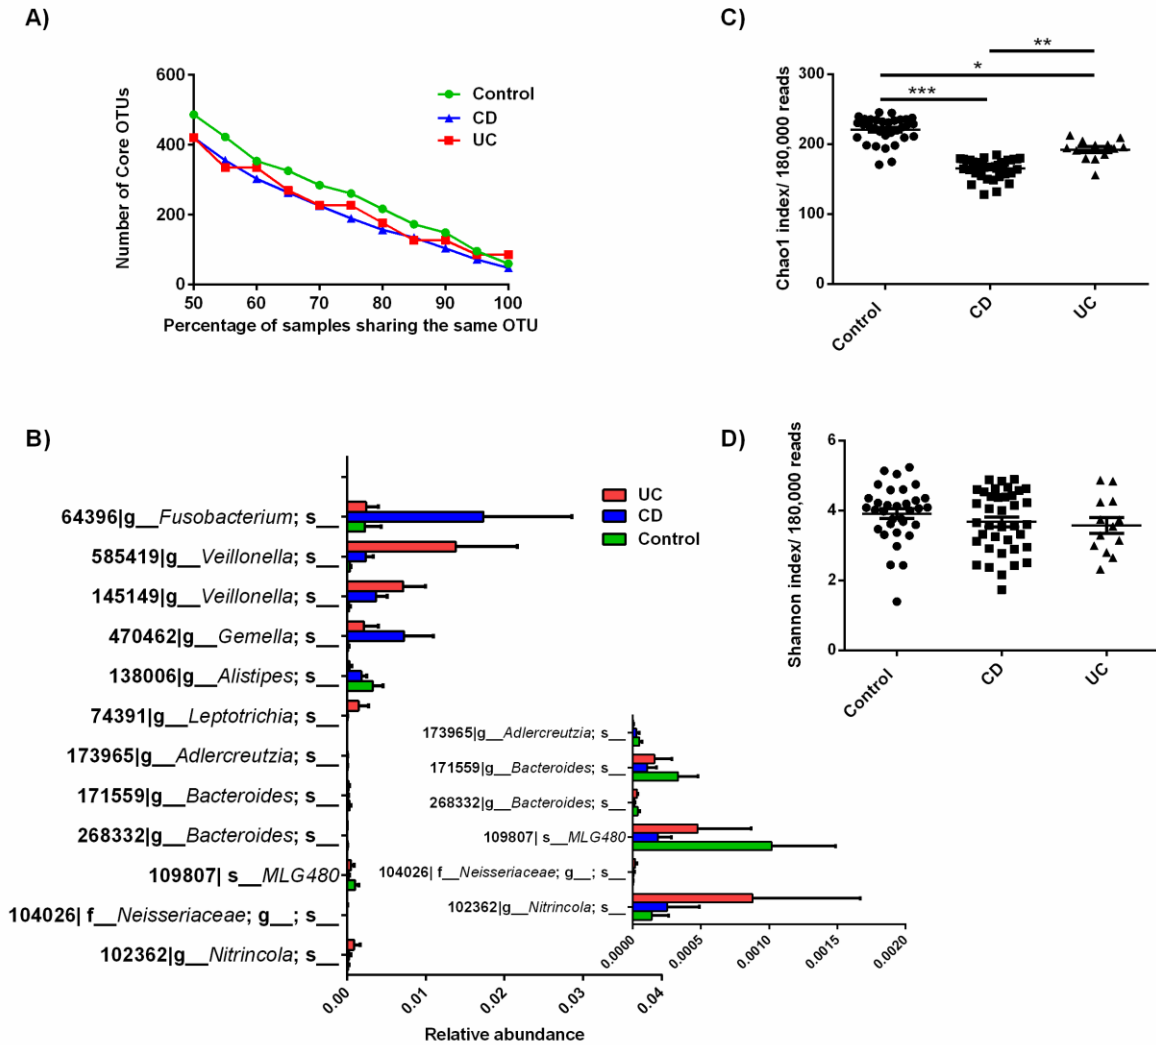 A)
600
400
200
0
Number of Core OTUs
Control
CD
UC
50 60 70 80 90 100
Percentage of samples sharing the same OTU
C)
**
*
***
300
200
100
0
Chao1 index/ 180,000 reads
Control
CD
UC
B)
UC
CD
Control
64396|g__Fusobacterium; s__
585419|g__Veillonella; s__
145149|g__Veillonella; s__
470462|g__Gemella; s__
138006|g__Alistipes; s__
74391|g__Leptotrichia; s__
173965|g__Adlercreutzia; s__
171559|g__Bacteroides; s__
268332|g__Bacteroides; s__
109807| s__MLG480
104026| f__Neisseriaceae; g__; s__
102362|g__Nitrincola; s__
0.00 0.01 0.02 0.03 0.04
Relative abundance
173965|g__Adlercreutzia; s__
171559|g__Bacteroides; s__
268332|g__Bacteroides; s__
109807| s__MLG480
104026| f__Neisseriaceae; g__; s__
102362|g__Nitrincola; s__
0.0000 0.0005 0.0010 0.0015 0.0020
D)
6
4
2
0
Shannon index/ 180,000 reads
Control
CD
UC